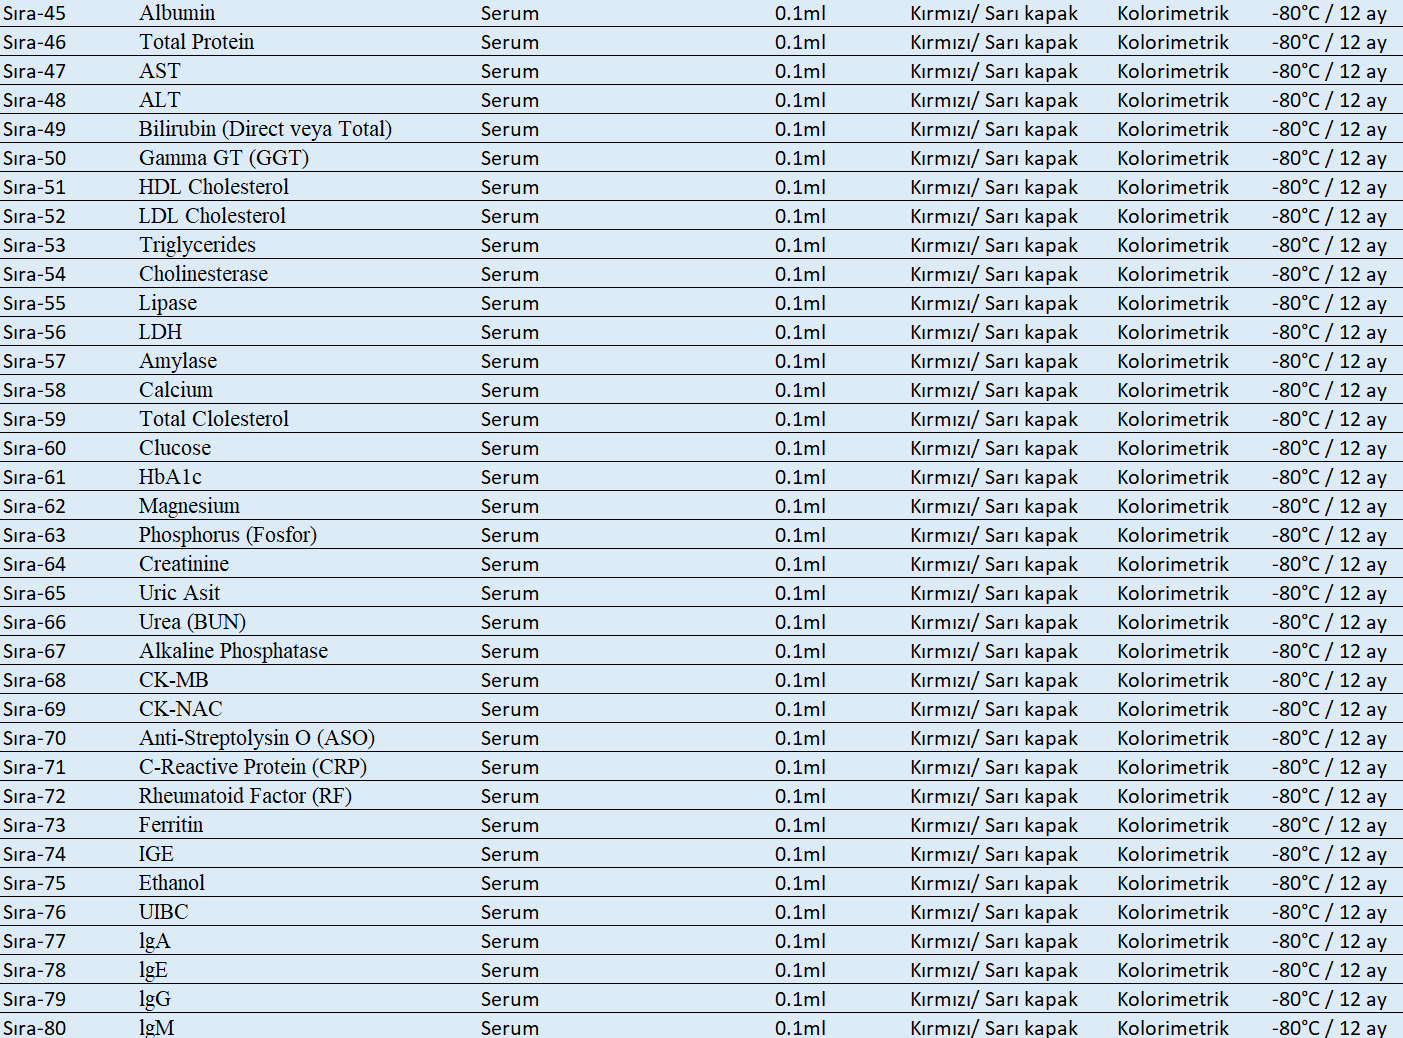 Sıra-45 Albumin Serum 0.1ml Kırmızı/ Sarı kapak Kolorimetrik -80°C / 12 ay
Sıra-46 Total Protein Serum 0.1ml Kırmızı/ Sarı kapak Kolorimetrik -80°C / 12 ay
Sıra-47 AST Serum 0.1ml Kırmızı/ Sarı kapak Kolorimetrik -80°C / 12 ay
Sıra-48 ALT Serum 0.1ml Kırmızı/ Sarı kapak Kolorimetrik -80°C / 12 ay
Sıra-49 Bilirubin (Direct veya Total) Serum 0.1ml Kırmızı/ Sarı kapak Kolorimetrik -80°C / 12 ay
Sıra-50 Gamma GT (GGT) Serum 0.1ml Kırmızı/ Sarı kapak Kolorimetrik -80°C / 12 ay
Sıra-51 HDL Cholesterol Serum 0.1ml Kırmızı/ Sarı kapak Kolorimetrik -80°C / 12 ay
Sıra-52 LDL Cholesterol Serum 0.1ml Kırmızı/ Sarı kapak Kolorimetrik -80°C / 12 ay
Sıra-53 Triglycerides Serum 0.1ml Kırmızı/ Sarı kapak Kolorimetrik -80°C / 12 ay
Sıra-54 Cholinesterase Serum 0.1ml Kırmızı/ Sarı kapak Kolorimetrik -80°C / 12 ay
Sıra-55 Lipase Serum 0.1ml Kırmızı/ Sarı kapak Kolorimetrik -80°C / 12 ay
Sıra-56 LDH Serum 0.1ml Kırmızı/ Sarı kapak Kolorimetrik -80°C / 12 ay
Sıra-57 Amylase Serum 0.1ml Kırmızı/ Sarı kapak Kolorimetrik -80°C / 12 ay
Sıra-58 Calcium Serum 0.1ml Kırmızı/ Sarı kapak Kolorimetrik -80°C / 12 ay
Sıra-59 Total Clolesterol Serum 0.1ml Kırmızı/ Sarı kapak Kolorimetrik -80°C / 12 ay
Sıra-60 Clucose Serum 0.1ml Kırmızı/ Sarı kapak Kolorimetrik -80°C / 12 ay
Sıra-61 HbA1c Serum 0.1ml Kırmızı/ Sarı kapak Kolorimetrik -80°C / 12 ay
Sıra-62 Magnesium Serum 0.1ml Kırmızı/ Sarı kapak Kolorimetrik -80°C / 12 ay
Sıra-63 Phosphorus (Fosfor) Serum 0.1ml Kırmızı/ Sarı kapak Kolorimetrik -80°C / 12 ay
Sıra-64 Creatinine Serum 0.1ml Kırmızı/ Sarı kapak Kolorimetrik -80°C / 12 ay
Sıra-65 Uric Asit Serum 0.1ml Kırmızı/ Sarı kapak Kolorimetrik -80°C / 12 ay
Sıra-66 Urea (BUN) Serum 0.1ml Kırmızı/ Sarı kapak Kolorimetrik -80°C / 12 ay
Sıra-67 Alkaline Phosphatase Serum 0.1ml Kırmızı/ Sarı kapak Kolorimetrik -80°C / 12 ay
Sıra-68 CK-MB Serum 0.1ml Kırmızı/ Sarı kapak Kolorimetrik -80°C / 12 ay
Sıra-69 CK-NAC Serum 0.1ml Kırmızı/ Sarı kapak Kolorimetrik -80°C / 12 ay
Sıra-70 Anti-Streptolysin O (ASO) Serum 0.1ml Kırmızı/ Sarı kapak Kolorimetrik -80°C / 12 ay
Sıra-71 C-Reactive Protein (CRP) Serum 0.1ml Kırmızı/ Sarı kapak Kolorimetrik -80°C / 12 ay
Sıra-72 Rheumatoid Factor (RF) Serum 0.1ml Kırmızı/ Sarı kapak Kolorimetrik -80°C / 12 ay
Sıra-73 Ferritin Serum 0.1ml Kırmızı/ Sarı kapak Kolorimetrik -80°C / 12 ay
Sıra-74 IGE Serum 0.1ml Kırmızı/ Sarı kapak Kolorimetrik -80°C / 12 ay
Sıra-75 Ethanol Serum 0.1ml Kırmızı/ Sarı kapak Kolorimetrik -80°C / 12 ay
Sıra-76 UIBC Serum 0.1ml Kırmızı/ Sarı kapak Kolorimetrik -80°C / 12 ay
Sıra-77 lgA Serum 0.1ml Kırmızı/ Sarı kapak Kolorimetrik -80°C / 12 ay
Sıra-78 lgE Serum 0.1ml Kırmızı/ Sarı kapak Kolorimetrik -80°C / 12 ay
Sıra-79 lgG Serum 0.1ml Kırmızı/ Sarı kapak Kolorimetrik -80°C / 12 ay
Sıra-80 lgM Serum 0.1ml Kırmızı/ Sarı kapak Kolorimetrik -80°C / 12 ay